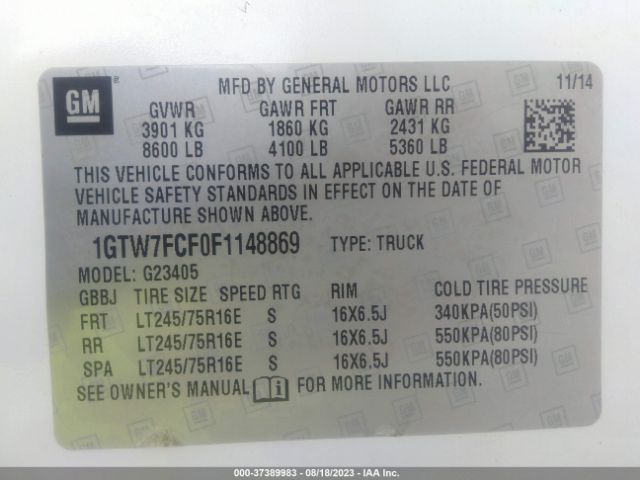 GM
MFD BY GENERAL MOTORS LLC 11/14
GVWR GAWR FRT GAWR RR
3901 KG 1860 KG 2431 KG
8600 LB 4100 LB 5360 LB
THIS VEHICLE CONFORMS TO ALL APPLICABLE U.S. FEDERAL MOTOR
VEHICLE SAFETY STANDARDS IN EFFECT ON THE DATE OF
MANUFACTURE SHOWN ABOVE.
1GTW7FCF0F1148869 TYPE: TRUCK
MODEL: G23405
GBBJ TIRE SIZE SPEED RTG RIM COLD TIRE PRESSURE
FRT LT245/75R16E S 16X6.5J 340KPA(50PSI)
RR LT245/75R16E S 16X6.5J 550KPA(80PSI)
SPA LT245/75R16E S 16X6.5J 550KPA(80PSI)
SEE OWNER'S MANUAL FOR MORE INFORMATION.
000-37389983 - 08/18/2023 - IAA Inc.